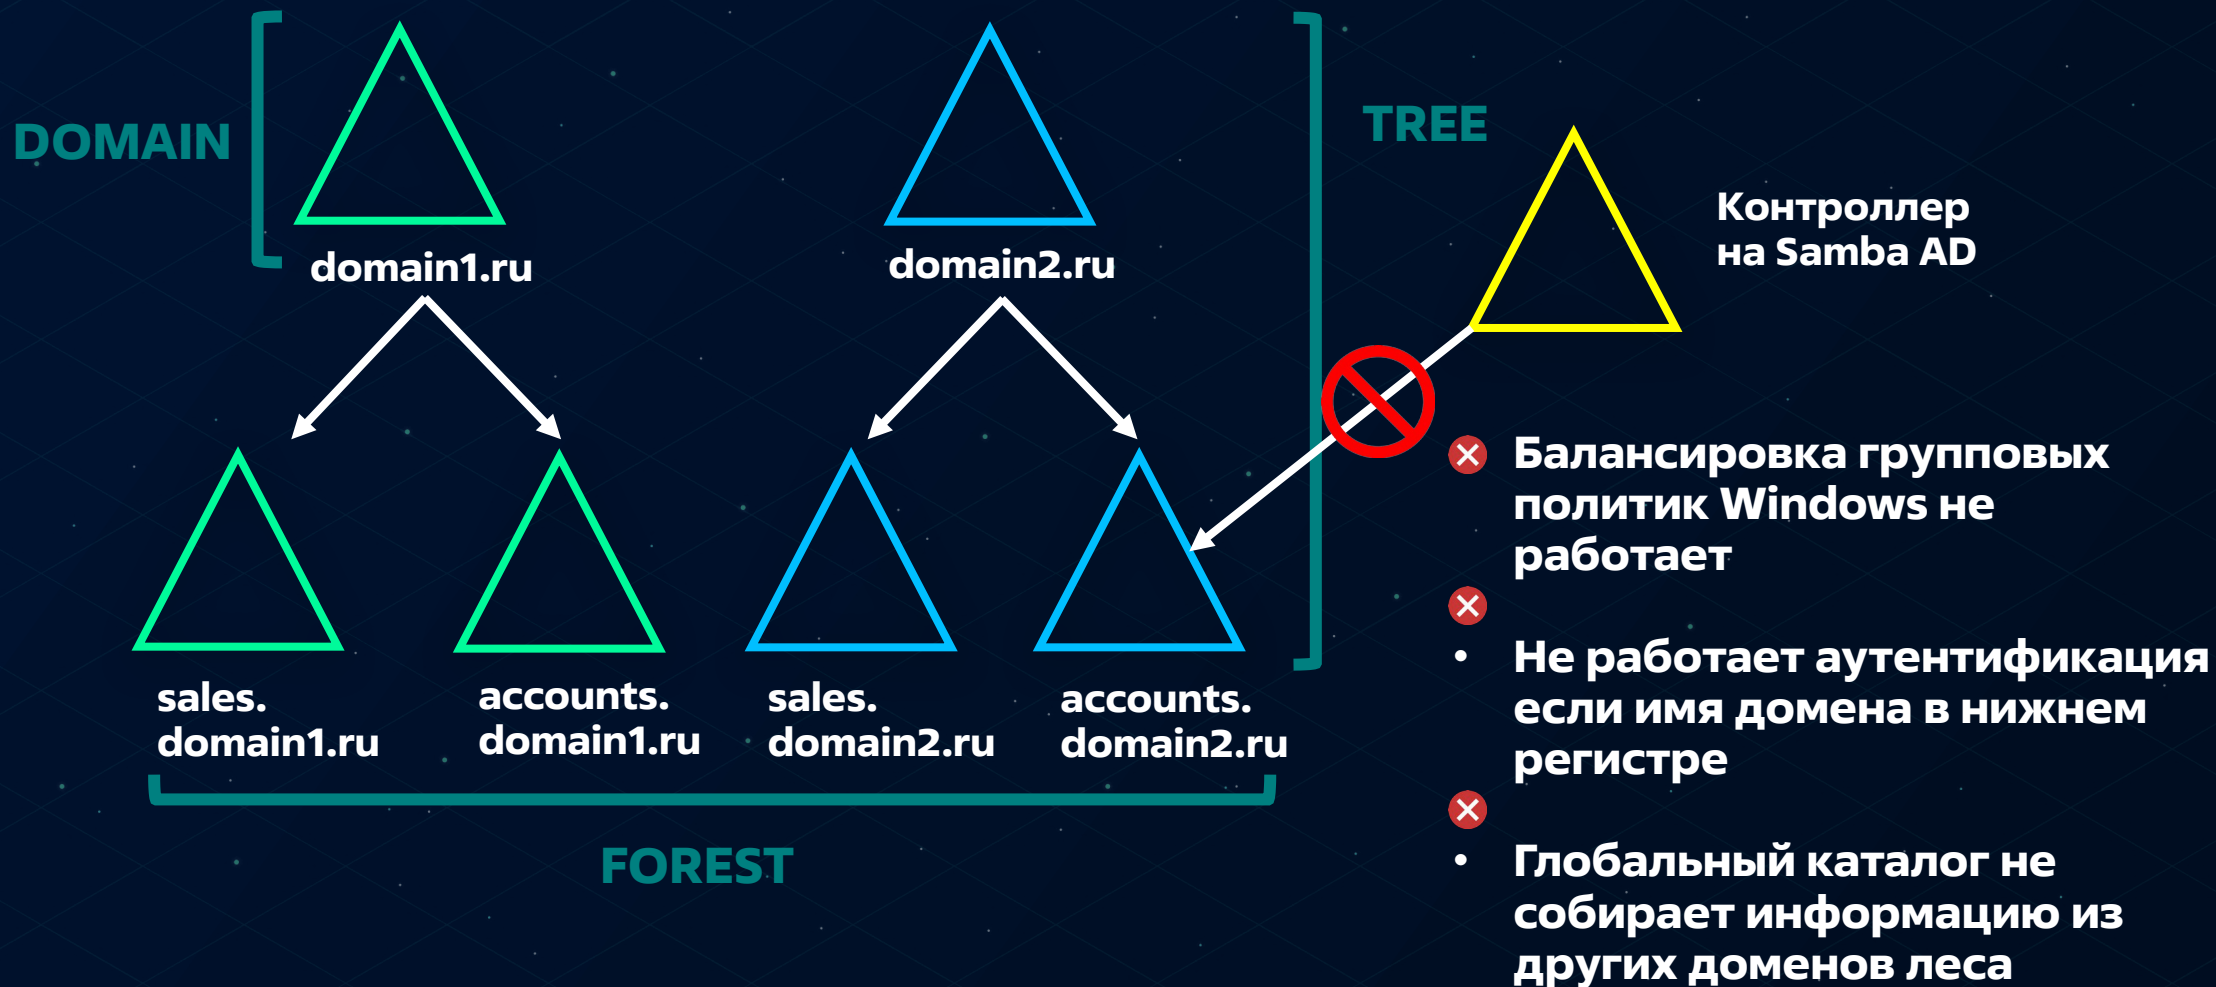 DOMAIN
TREE
domain1.ru
domain2.ru
Контроллер
на Samba AD
sales.
domain1.ru
accounts.
domain1.ru
sales.
domain2.ru
accounts.
domain2.ru
FOREST
Балансировка групповых
политик Windows не
работает
• Не работает аутентификация
если имя домена в нижнем
регистре
• Глобальный каталог не
собирает информацию из
других доменов леса